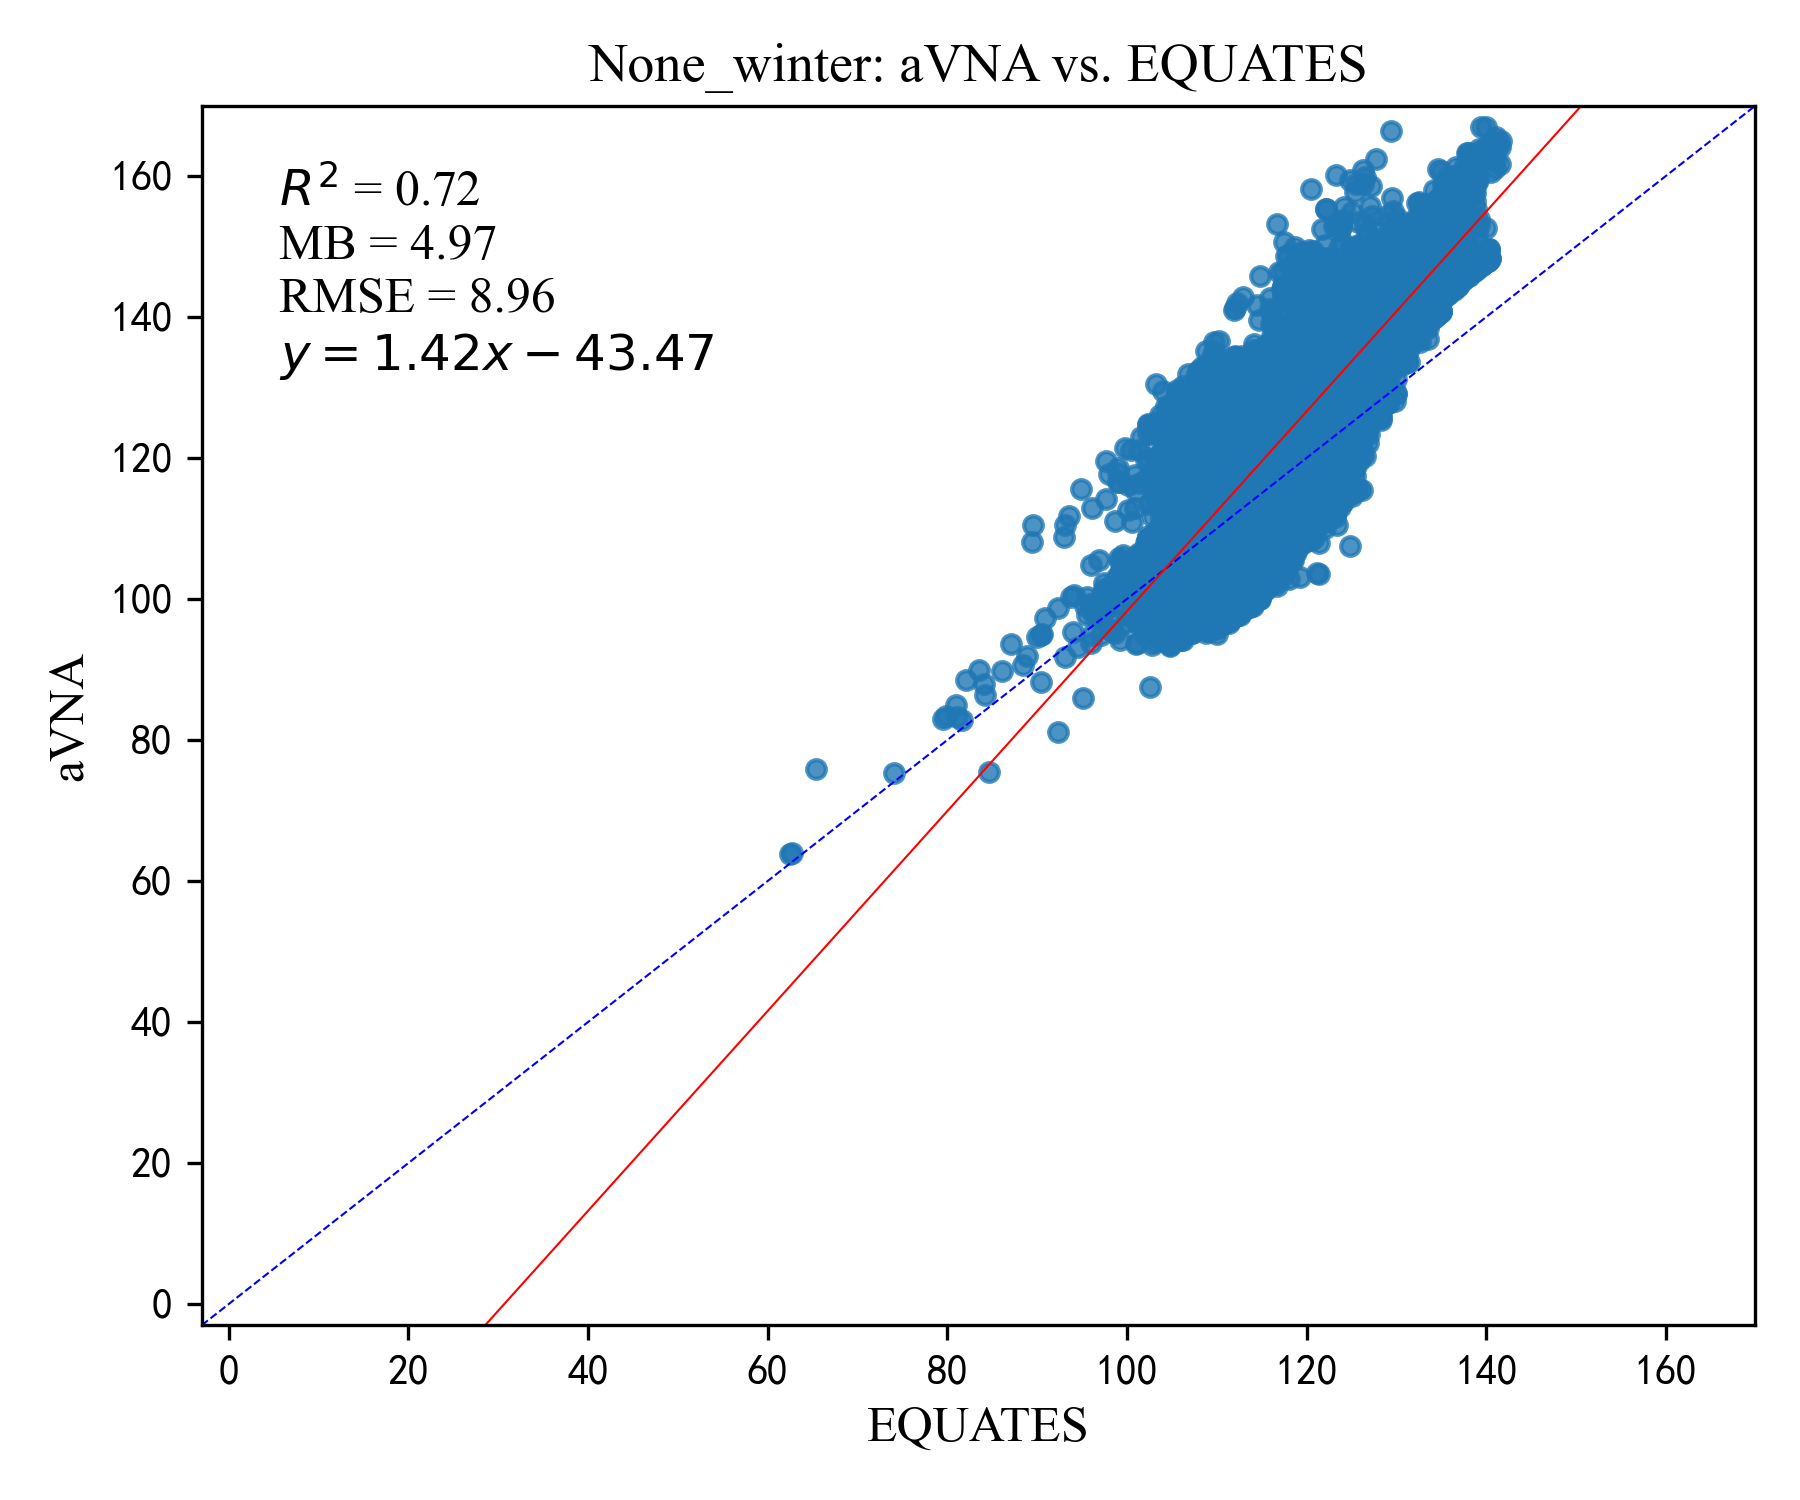 None_winter: aVNA vs. EQUATES
R² = 0.72
MB = 4.97
RMSE = 8.96
y = 1.42x − 43.47
160
140
120
100
80
60
40
20
0
aVNA
0 20 40 60 80 100 120 140 160
EQUATES